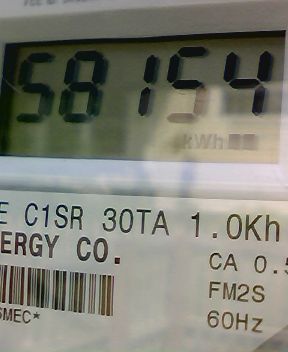 58154
kWh
E C1SR 30TA 1.0Kh
ERGY CO.
CA 0.5
FM2S
SMEC*
60Hz